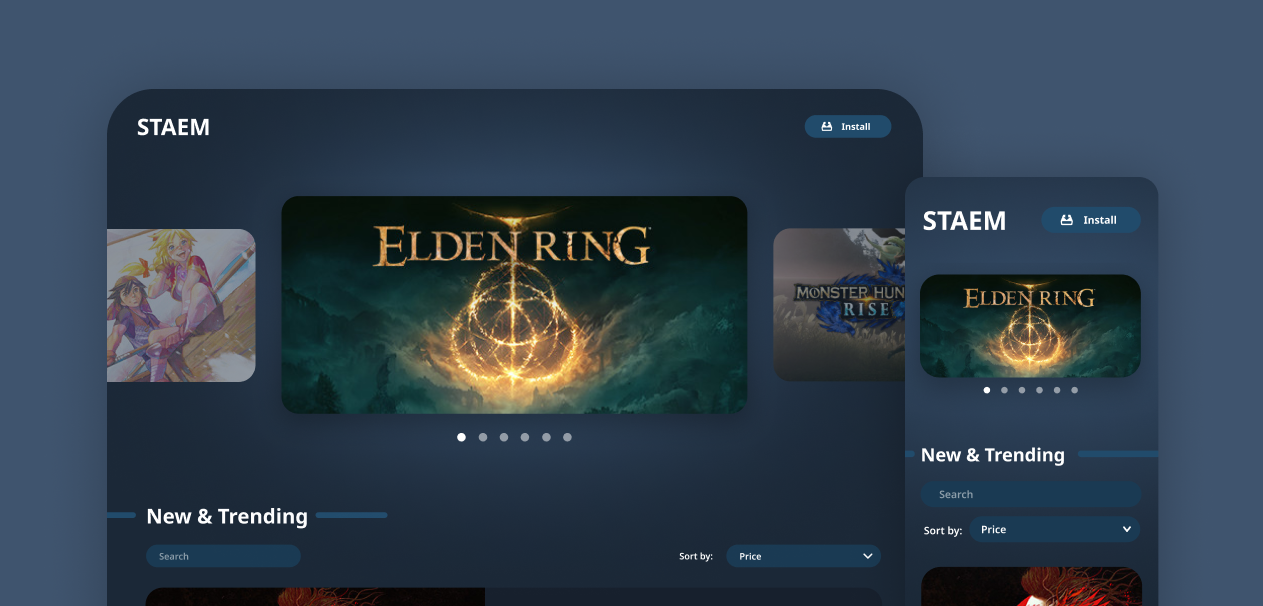 STAEM
Install
ELDEN RING
MONSTER HUN
RISE
New & Trending
Search
Sort by:
Price
STAEM
Install
ELDEN RING
New & Trending
Search
Sort by:
Price